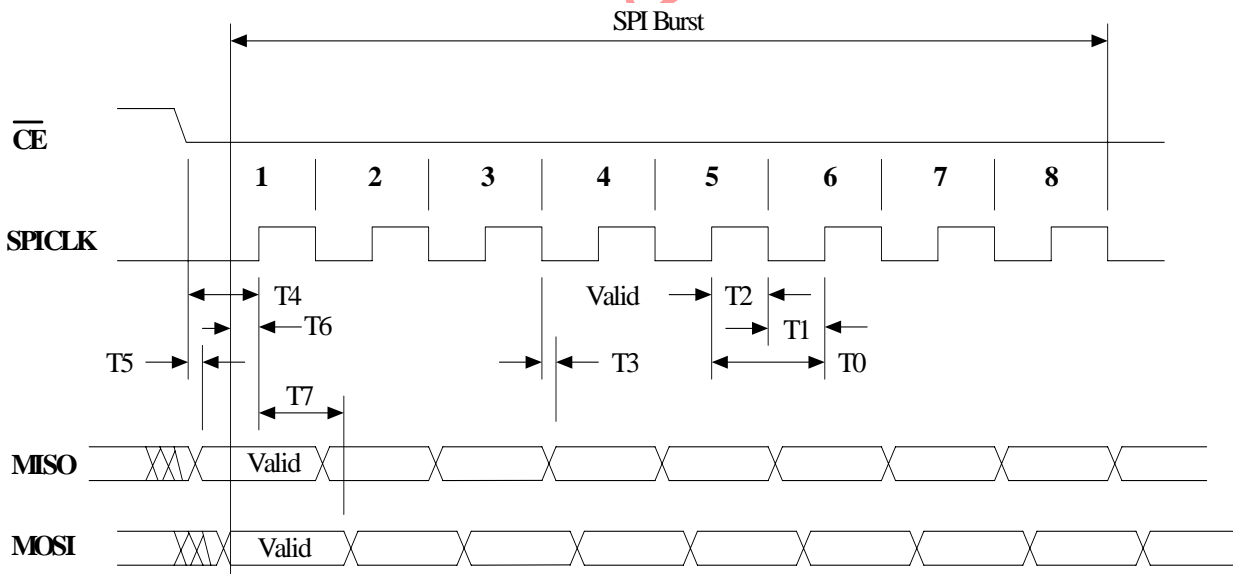 SPI Burst
CE
1 2 3 4 5 6 7 8
SPICLK
T4 Valid T2
T6 T1
T5 T3 T0
T7
MISO Valid
MOSI Valid